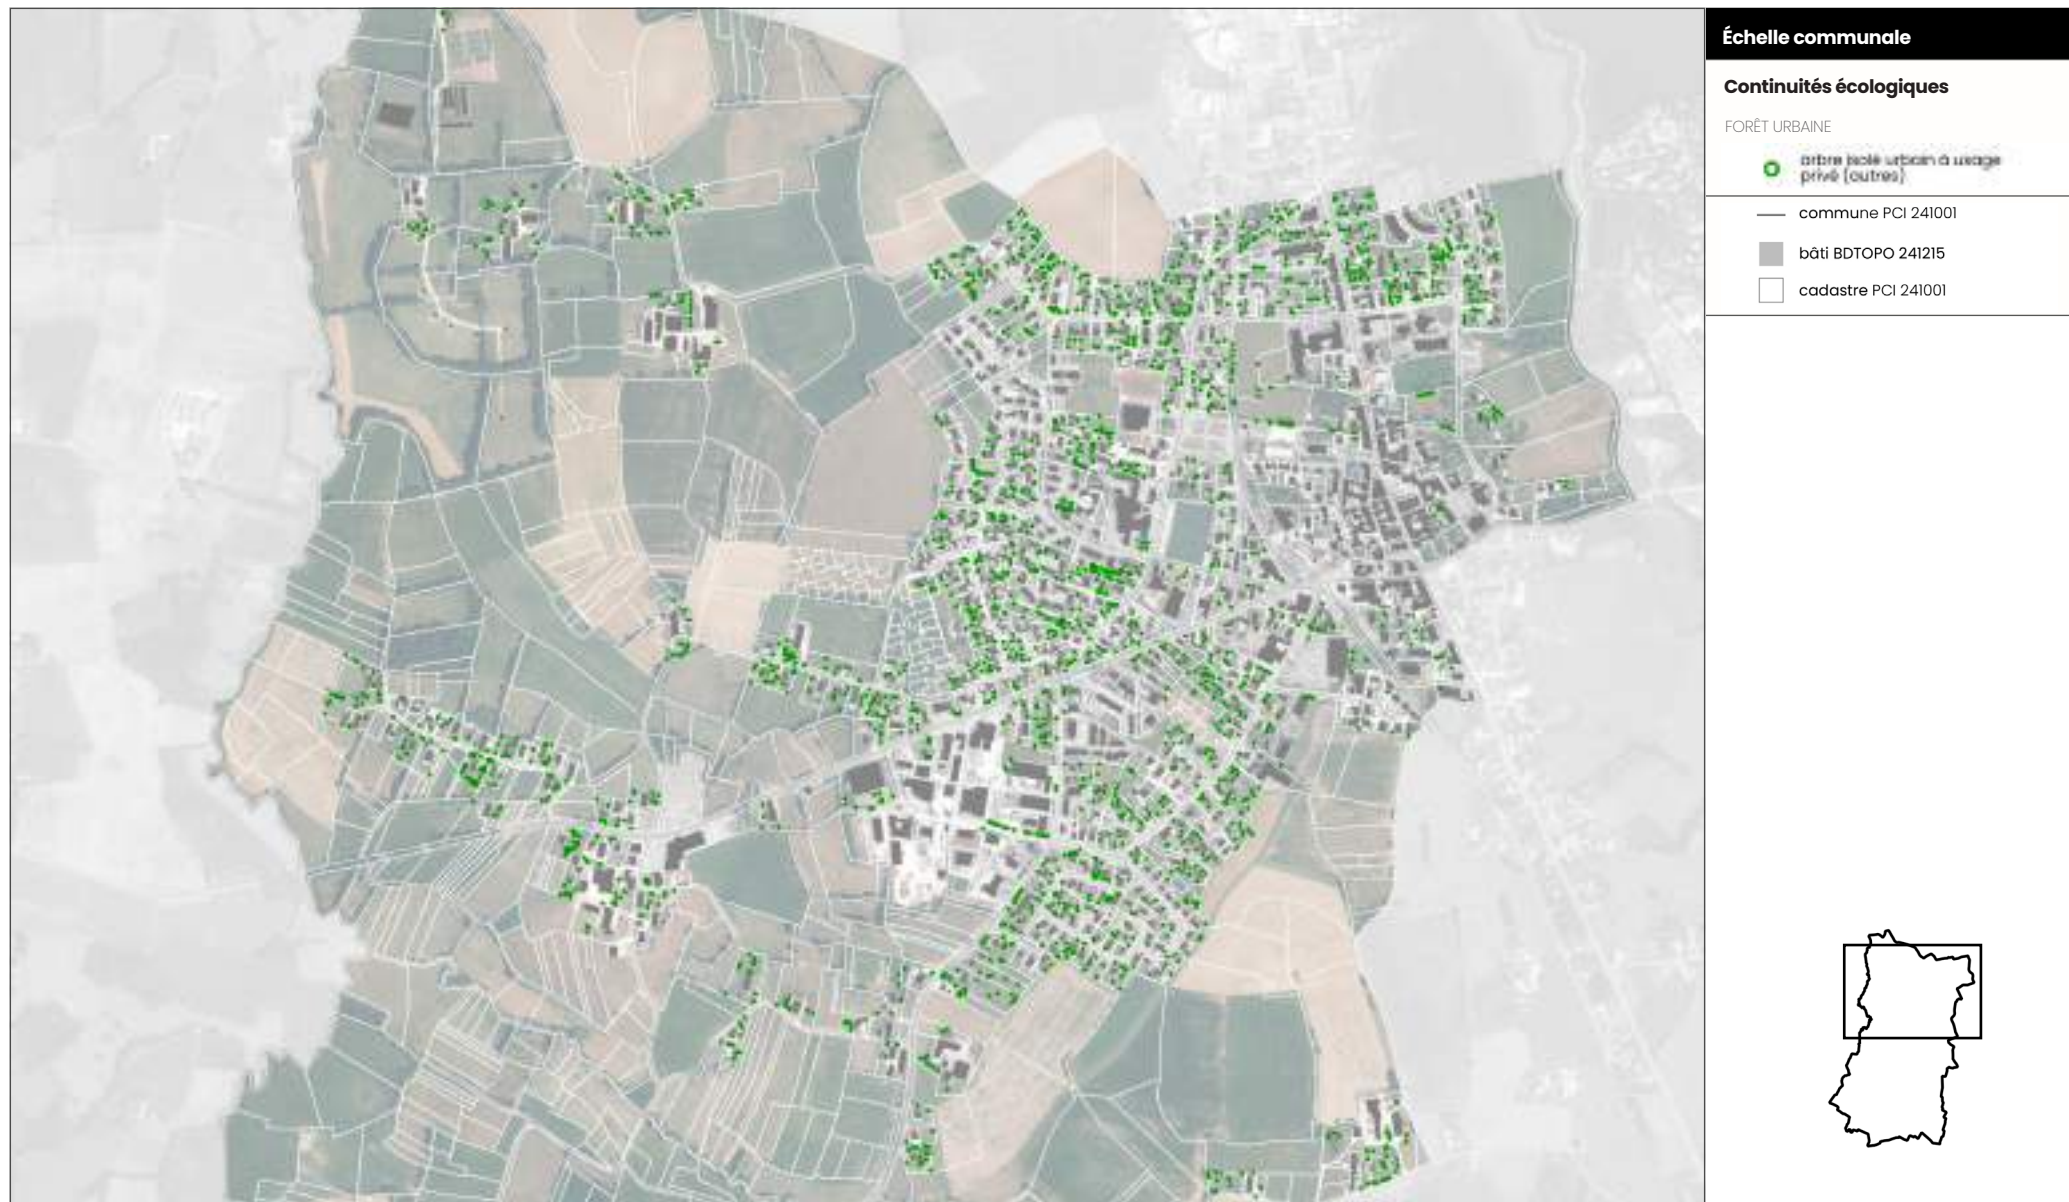 Échelle communale
Continuités écologiques
FORÊT URBAINE
arbre isolé urbain à usage
privé (autres)
commune PCI 241001
bâti BDTOPO 241215
cadastre PCI 241001